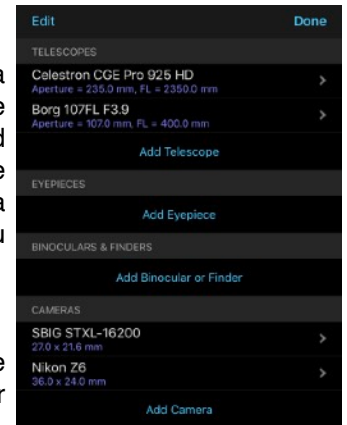 Edit Done
TELESCOPES
Celestron CGE Pro 925 HD
Aperture = 235.0 mm, FL = 2350.0 mm
Borg 107FL F3.9
Aperture = 107.0 mm, FL = 400.0 mm
Add Telescope
EYEPIECES
Add Eyepiece
BINOCULARS & FINDERS
Add Binocular or Finder
CAMERAS
SBIG STXL-16200
27.0 x 21.6 mm
Nikon Z6
36.0 x 24.0 mm
Add Camera